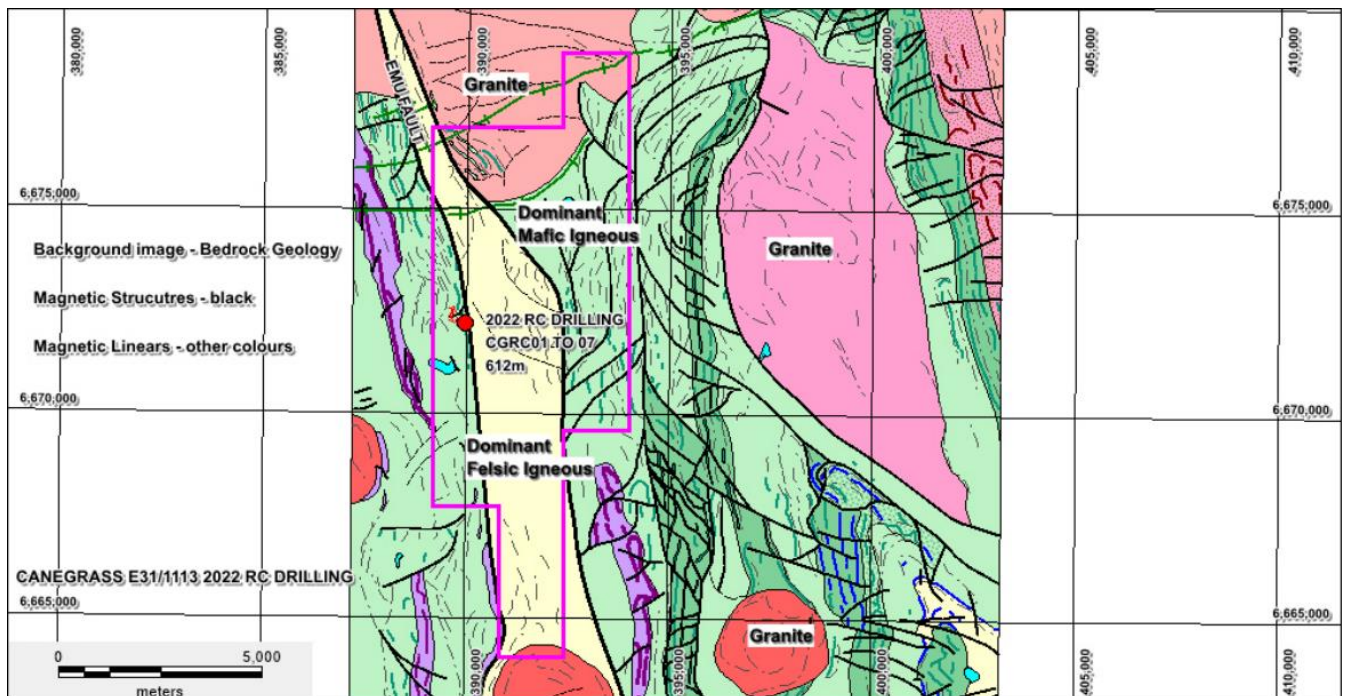 380,000
385,000
390,000
395,000
400,000
405,000
410,000
EMU FAULT
Granite
6,675,000
6,675,000
Dominant
Mafic Igneous
Background image - Bedrock Geology
Granite
Magnetic Strucutres - black
2022 RC DRILLING
CGRC01 TO 07
612m
Magnetic Linears - other colours
6,670,000
6,670,000
Dominant
Felsic Igneous
CANEGRASS E31/1113 2022 RC DRILLING
6,665,000
6,665,000
Granite
0
5,000
meters
390,000
395,000
400,000
405,000
410,000